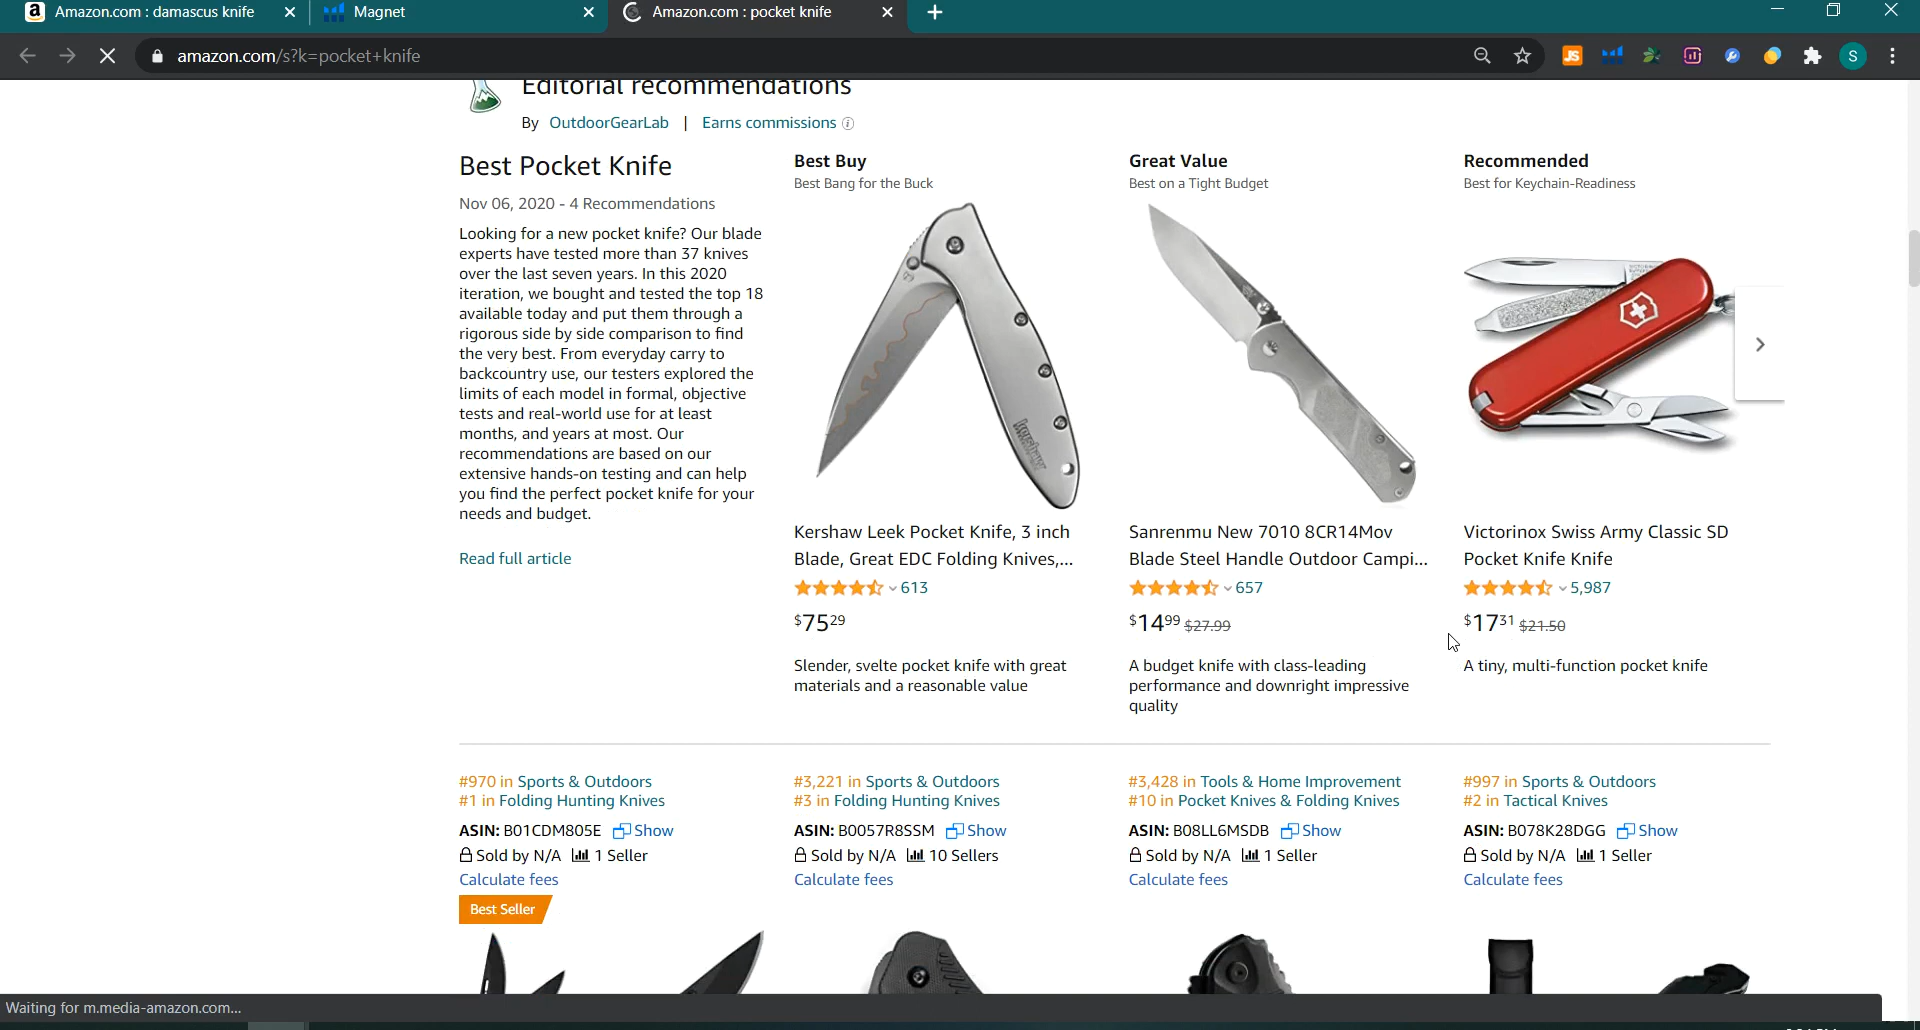 Amazon.com : damascus knife
Magnet
Amazon.com : pocket knife
amazon.com/s?k=pocket+knife
JS
S
Editorial recommendations
By OutdoorGearLab | Earns commissions
Best Pocket Knife
Nov 06, 2020 - 4 Recommendations
Looking for a new pocket knife? Our blade
experts have tested more than 37 knives
over the last seven years. In this 2020
iteration, we bought and tested the top 18
available today and put them through a
rigorous side by side comparison to find
the very best. From everyday carry to
backcountry use, our testers explored the
limits of each model in formal, objective
tests and real-world use for at least
months, and years at most. Our
recommendations are based on our
extensive hands-on testing and can help
you find the perfect pocket knife for your
needs and budget.
Read full article
Best Buy
Best Bang for the Buck
kershaw
Kershaw Leek Pocket Knife, 3 inch
Blade, Great EDC Folding Knives,...
613
$75 29
Slender, svelte pocket knife with great
materials and a reasonable value
Great Value
Best on a Tight Budget
Sanrenmu New 7010 8CR14Mov
Blade Steel Handle Outdoor Campi...
657
$14 99 $27.99
A budget knife with class-leading
performance and downright impressive
quality
Recommended
Best for Keychain-Readiness
Victorinox Swiss Army Classic SD
Pocket Knife Knife
5,987
$17 31 $21.50
A tiny, multi-function pocket knife
#970 in Sports & Outdoors
#1 in Folding Hunting Knives
ASIN: B01CDM805E Show
Sold by N/A 1 Seller
Calculate fees
Best Seller
#3,221 in Sports & Outdoors
#3 in Folding Hunting Knives
ASIN: B0057R8SSM Show
Sold by N/A 10 Sellers
Calculate fees
#3,428 in Tools & Home Improvement
#10 in Pocket Knives & Folding Knives
ASIN: B08LL6MSDB Show
Sold by N/A 1 Seller
Calculate fees
#997 in Sports & Outdoors
#2 in Tactical Knives
ASIN: B078K28DGG Show
Sold by N/A 1 Seller
Calculate fees
Waiting for m.media-amazon.com...